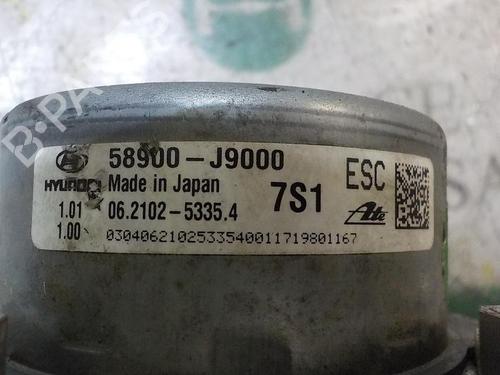 58900-J9000
HYUNDAI Made in Japan 7S1 ESC
1.01 06.2102-5335.4 Ate
1.00 0304062102533540011719801167
B-PA